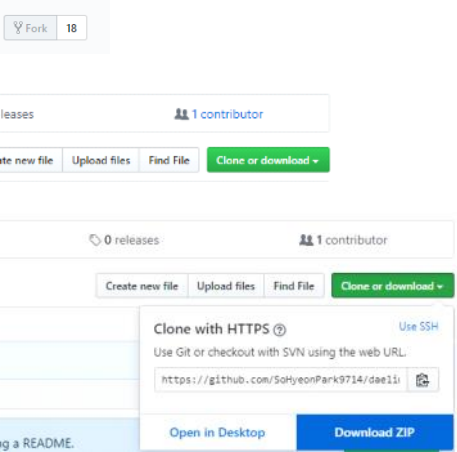 Fork 18
leases 1 contributor
ate new file Upload files Find File Clone or download
0 releases 1 contributor
Create new file Upload files Find File Clone or download
Clone with HTTPS Use SSH
Use Git or checkout with SVN using the web URL.
https://github.com/SoHyeonPark9714/daeli
Open in Desktop Download ZIP
ng a README.